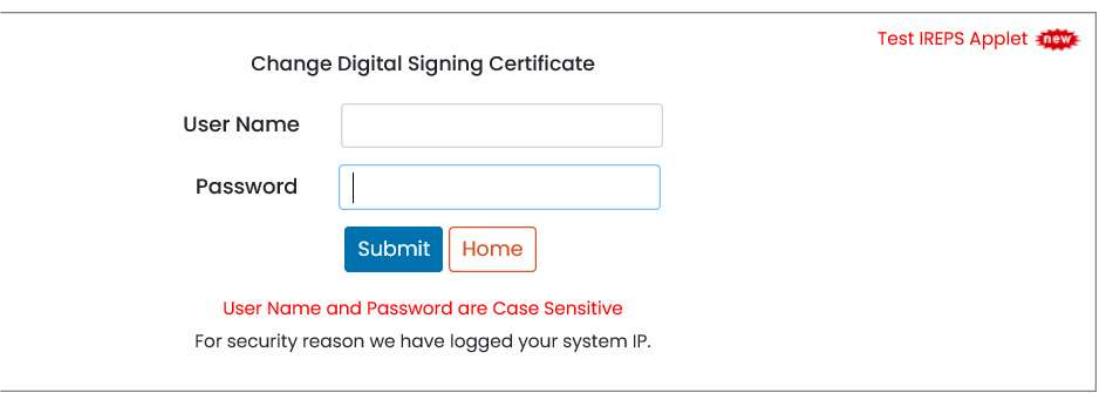 Test IREPS Applet new
Change Digital Signing Certificate
User Name
Password
Submit Home
User Name and Password are Case Sensitive
For security reason we have logged your system IP.